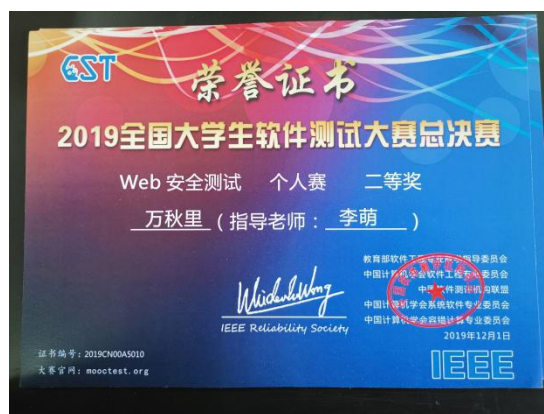 CST
荣誉证书
2019全国大学生软件测试大赛总决赛
Web 安全测试 个人赛 二等奖
万秋里 (指导老师: 李萌 )
教育部软件工程专业教学指导委员会
中国计算机学会软件工程专业委员会
中国软件测评机构联盟
中国计算机学会系统软件专业委员会
中国计算机学会容错计算专业委员会
2019年12月1日
IEEE Reliability Society
证书编号: 2019CN00A5010
大赛官网: mooctest.org
IEEE